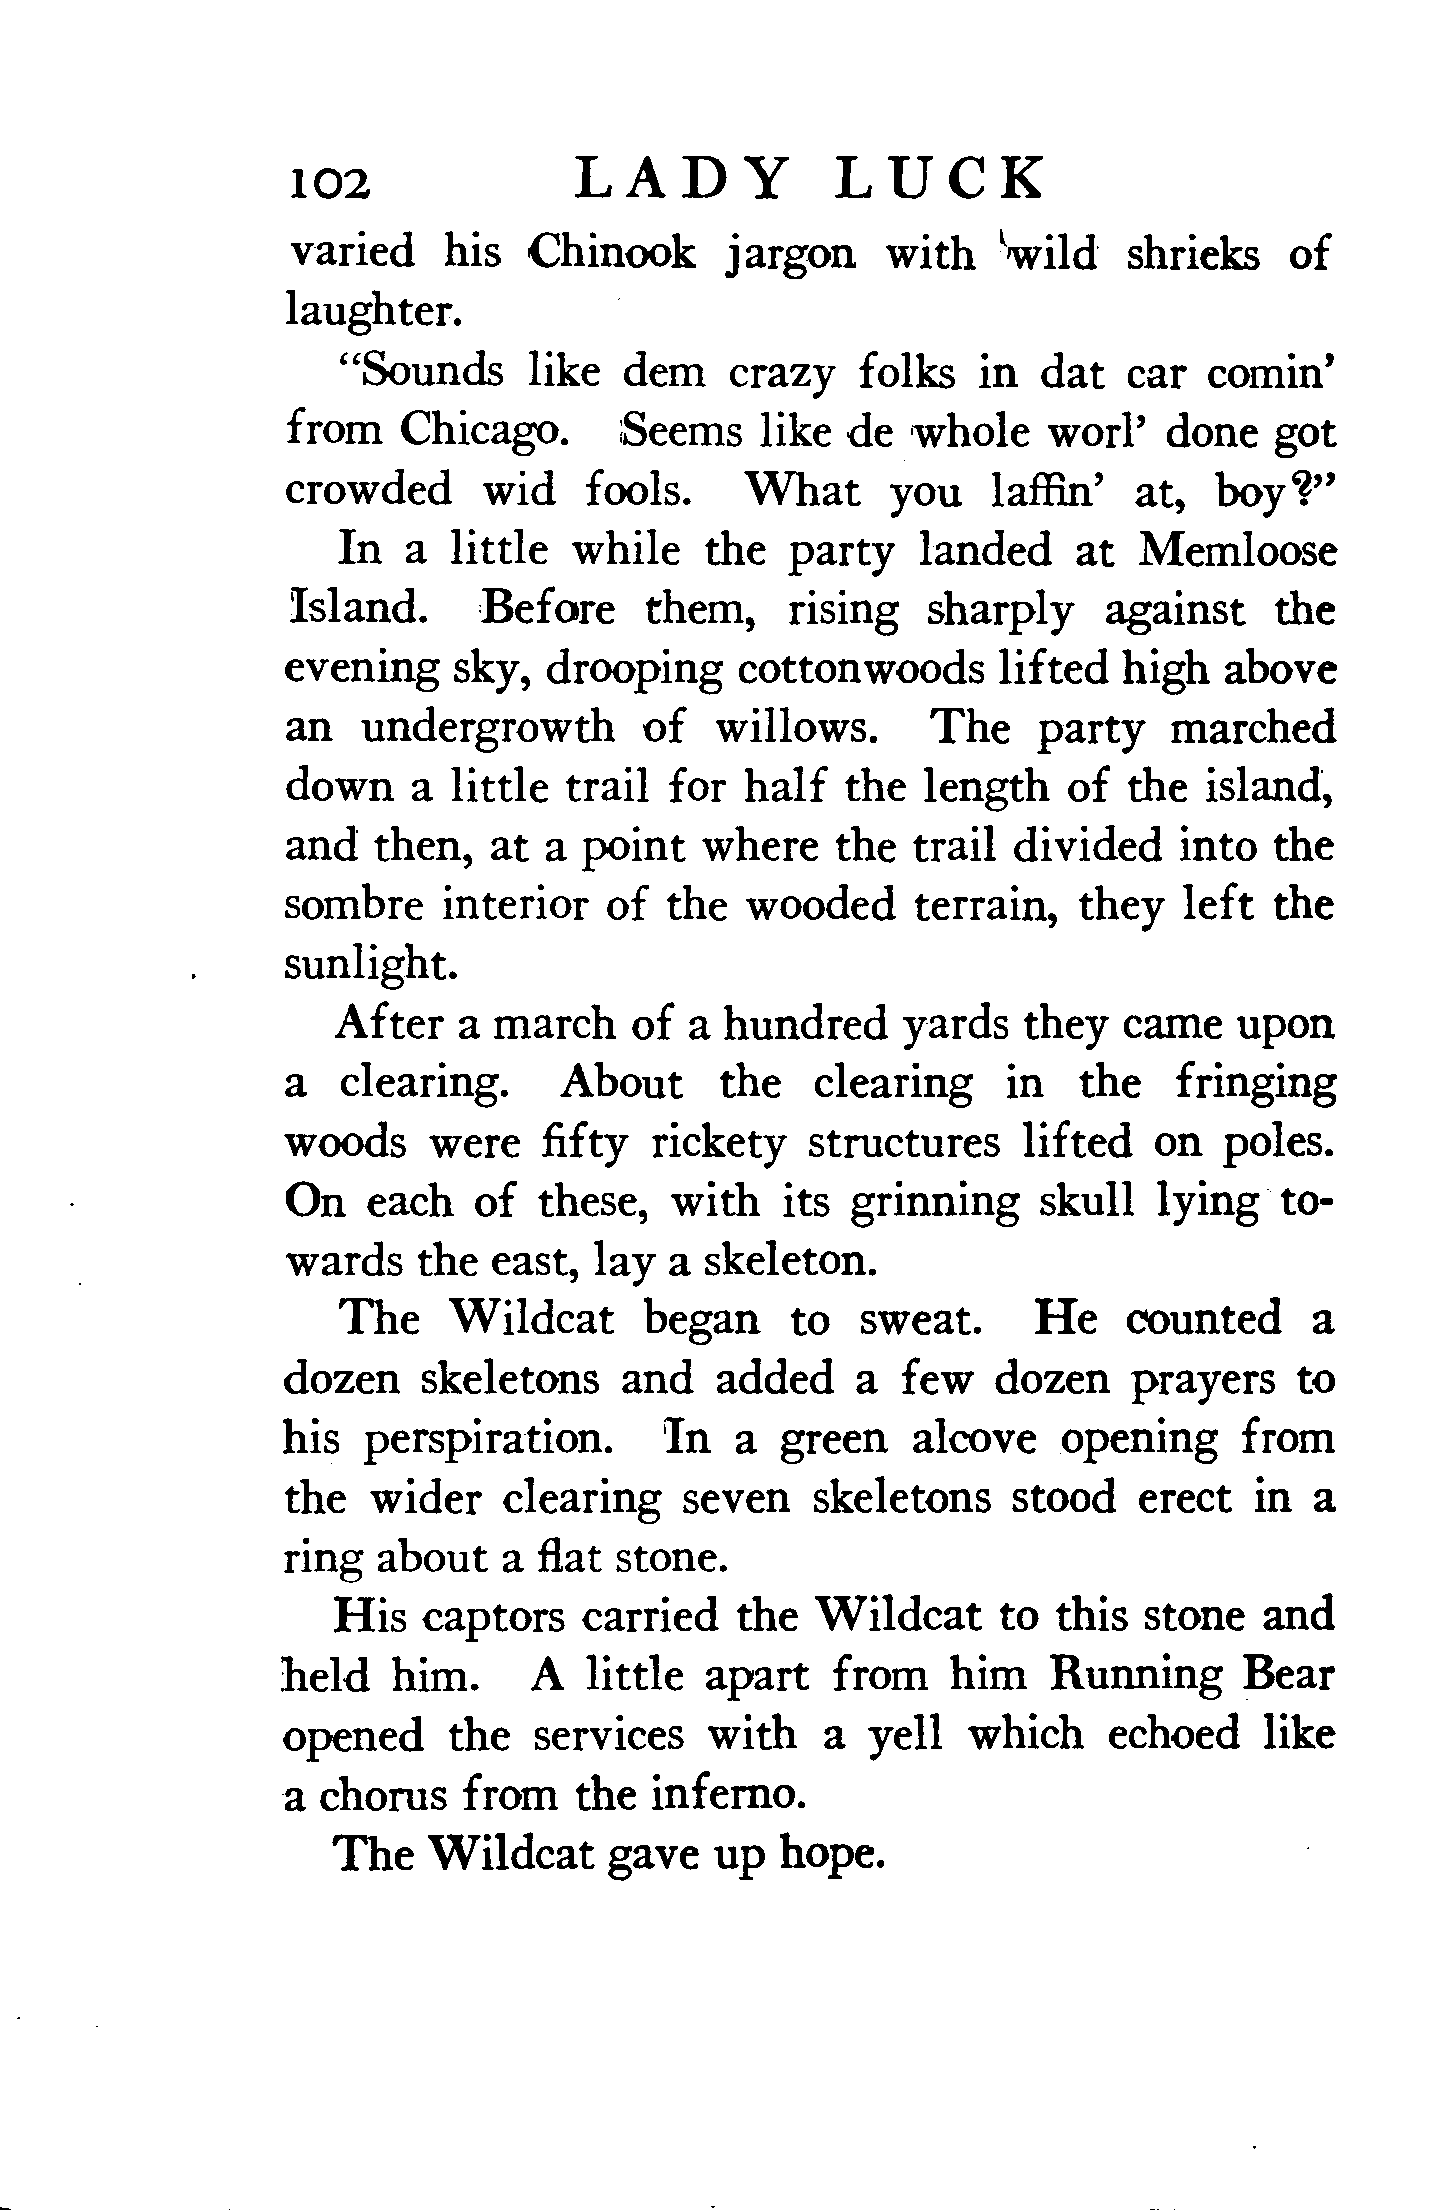 102 LADY LUCK
varied his Chinook jargon with wild shrieks of
laughter.
“Sounds like dem crazy folks in dat car comin’
from Chicago. Seems like de whole worl’ done got
crowded wid fools. What you laffin’ at, boy?”
In a little while the party landed at Memloose
Island. Before them, rising sharply against the
evening sky, drooping cottonwoods lifted high above
an undergrowth of willows. The party marched
down a little trail for half the length of the island,
and then, at a point where the trail divided into the
sombre interior of the wooded terrain, they left the
sunlight.
After a march of a hundred yards they came upon
a clearing. About the clearing in the fringing
woods were fifty rickety structures lifted on poles.
On each of these, with its grinning skull lying to-
wards the east, lay a skeleton.
The Wildcat began to sweat. He counted a
dozen skeletons and added a few dozen prayers to
his perspiration. In a green alcove opening from
the wider clearing seven skeletons stood erect in a
ring about a flat stone.
His captors carried the Wildcat to this stone and
held him. A little apart from him Running Bear
opened the services with a yell which echoed like
a chorus from the inferno.
The Wildcat gave up hope.